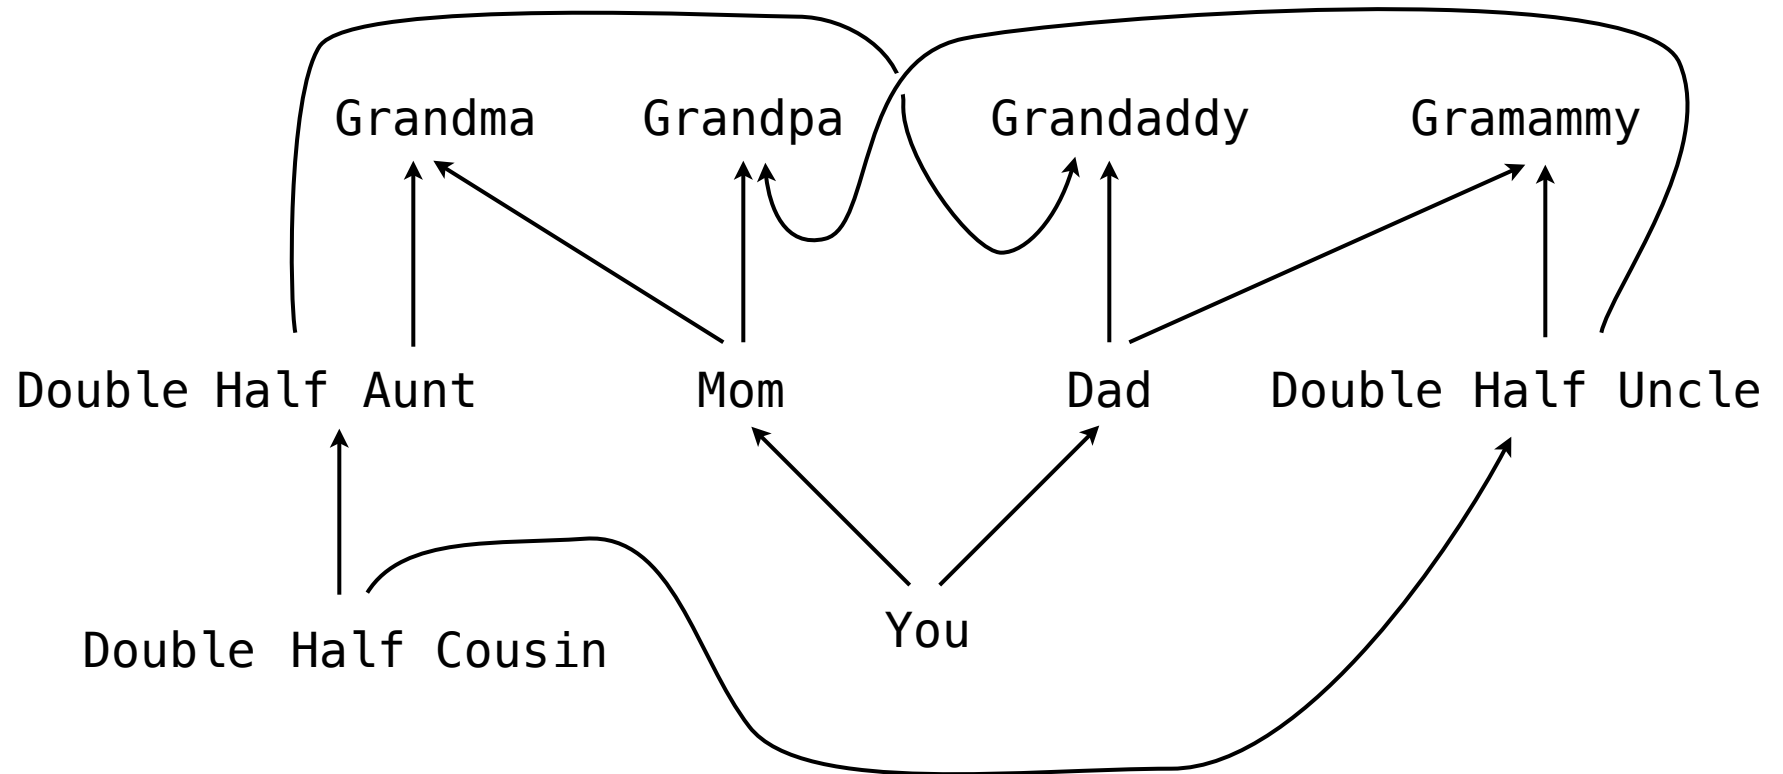 Grandma Grandpa Grandaddy Gramammy
Double Half Aunt Mom Dad Double Half Uncle
You
Double Half Cousin